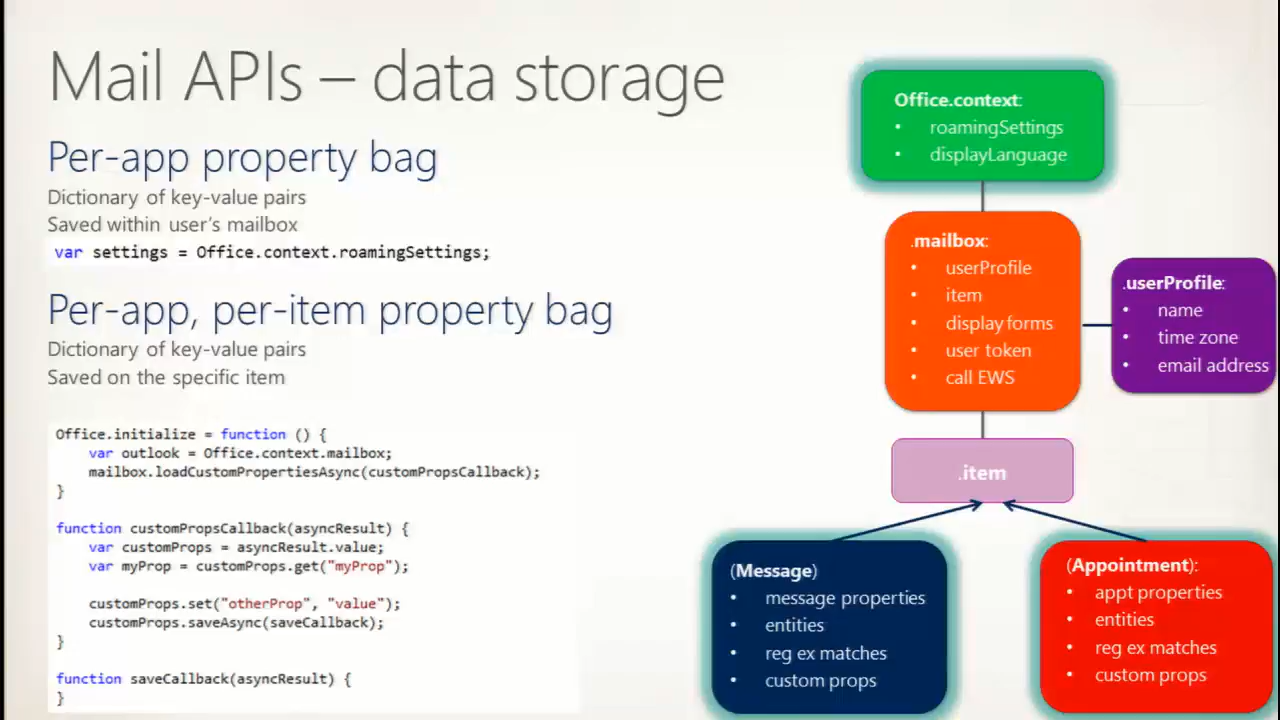 Mail APIs – data storage
Per-app property bag
Dictionary of key-value pairs
Saved within user's mailbox
var settings = Office.context.roamingSettings;
Per-app, per-item property bag
Dictionary of key-value pairs
Saved on the specific item
Office.initialize = function () {
var outlook = Office.context.mailbox;
mailbox.loadCustomPropertiesAsync(customPropsCallback);
}
function customPropsCallback(asyncResult) {
var customProps = asyncResult.value;
var myProp = customProps.get("myProp");
customProps.set("otherProp", "value");
customProps.saveAsync(saveCallback);
}
function saveCallback(asyncResult) {
}
Office.context:
• roamingSettings
• displayLanguage
.mailbox:
• userProfile
• item
• display forms
• user token
• call EWS
.userProfile:
• name
• time zone
• email address
.item
(Message)
• message properties
• entities
• reg ex matches
• custom props
(Appointment):
• appt properties
• entities
• reg ex matches
• custom props